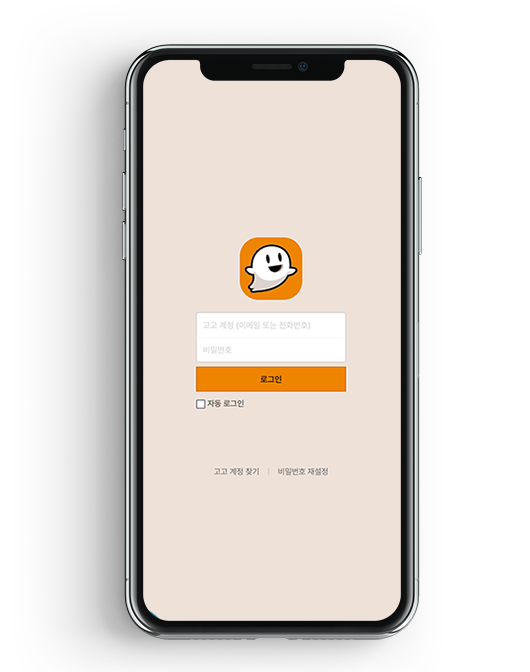 고고 계정 (이메일 또는 전화번호)
비밀번호
로그인
자동 로그인
고고 계정 찾기 | 비밀번호 재설정